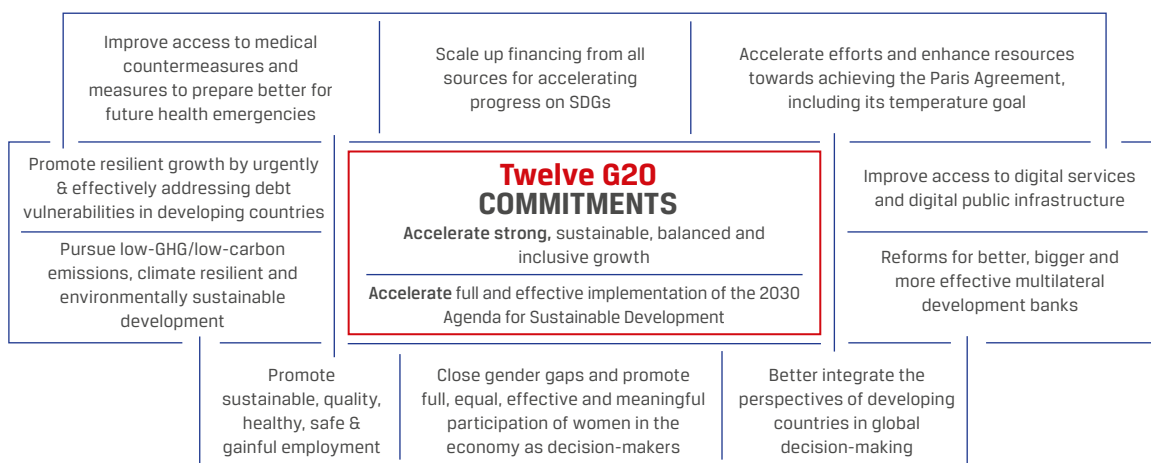 Improve access to medical
countermeasures and
measures to prepare better for
future health emergencies
Scale up financing from all
sources for accelerating
progress on SDGs
Accelerate efforts and enhance resources
towards achieving the Paris Agreement,
including its temperature goal
Promote resilient growth by urgently
& effectively addressing debt
vulnerabilities in developing countries
Pursue low-GHG/low-carbon
emissions, climate resilient and
environmentally sustainable
development
Twelve G20
COMMITMENTS
Accelerate strong, sustainable, balanced and
inclusive growth
Accelerate full and effective implementation of the 2030
Agenda for Sustainable Development
Improve access to digital services
and digital public infrastructure
Reforms for better, bigger and
more effective multilateral
development banks
Promote
sustainable, quality,
healthy, safe &
gainful employment
Close gender gaps and promote
full, equal, effective and meaningful
participation of women in the
economy as decision-makers
Better integrate the
perspectives of developing
countries in global
decision-making